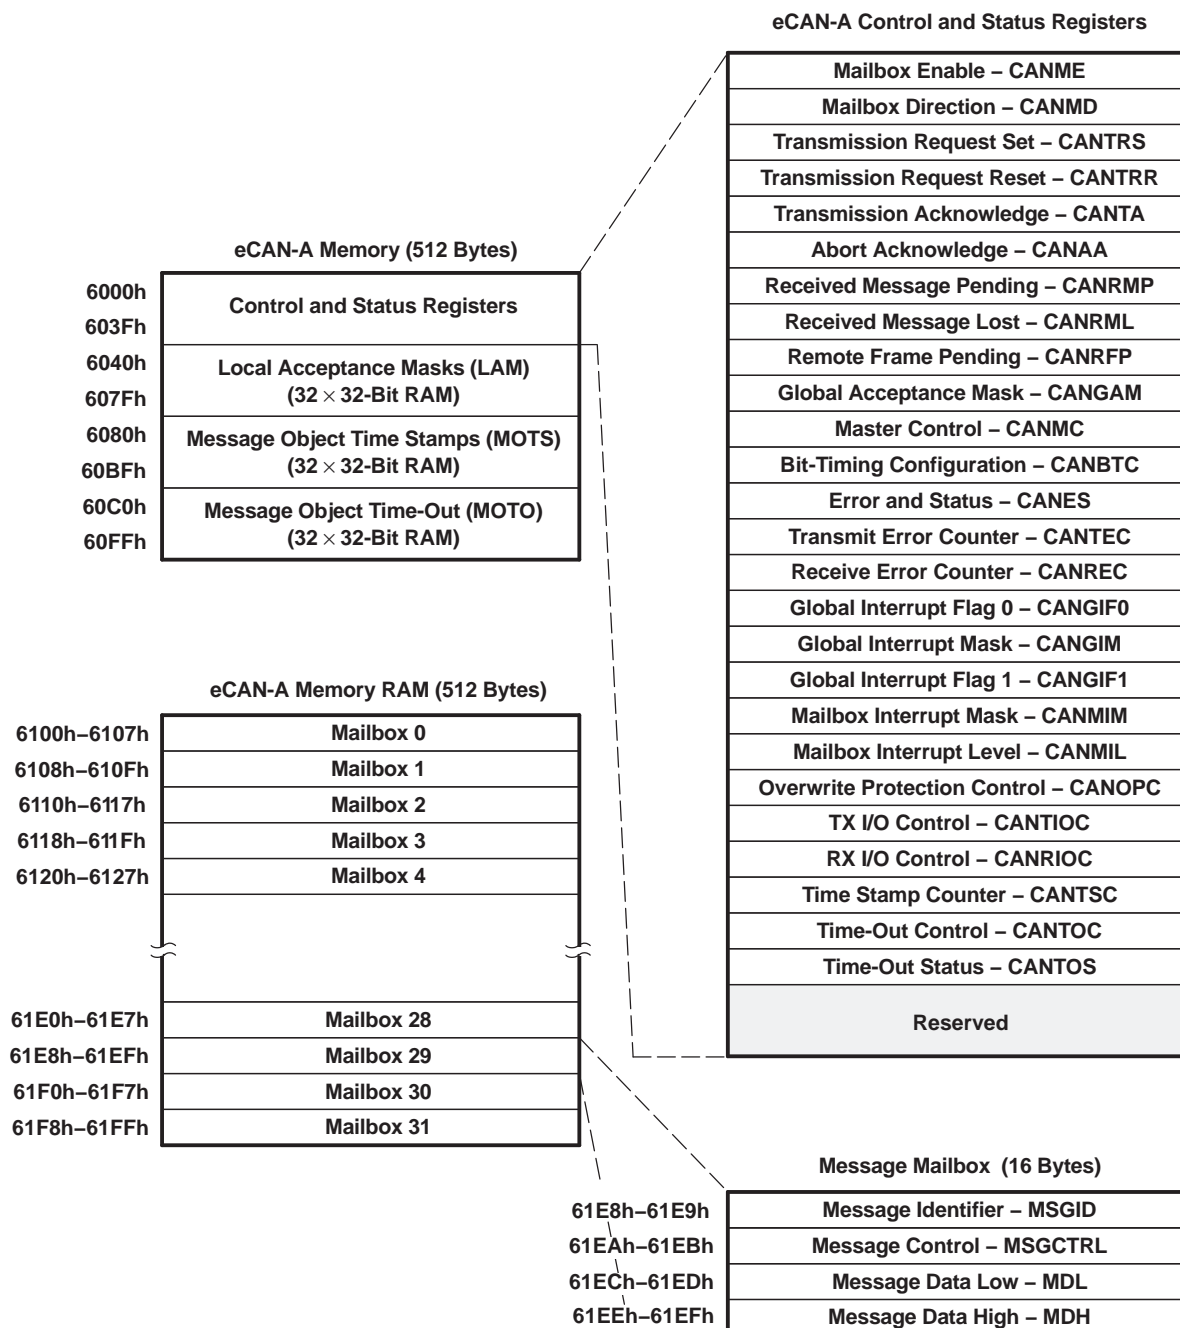 eCAN-A Control and Status Registers
Mailbox Enable – CANME
Mailbox Direction – CANMD
Transmission Request Set – CANTRS
Transmission Request Reset – CANTRR
Transmission Acknowledge – CANTA
Abort Acknowledge – CANAA
Received Message Pending – CANRMP
Received Message Lost – CANRML
Remote Frame Pending – CANRFP
Global Acceptance Mask – CANGAM
Master Control – CANMC
Bit-Timing Configuration – CANBTC
Error and Status – CANES
Transmit Error Counter – CANTEC
Receive Error Counter – CANREC
Global Interrupt Flag 0 – CANGIF0
Global Interrupt Mask – CANGIM
Global Interrupt Flag 1 – CANGIF1
Mailbox Interrupt Mask – CANMIM
Mailbox Interrupt Level – CANMIL
Overwrite Protection Control – CANOPC
TX I/O Control – CANTIOC
RX I/O Control – CANRIOC
Time Stamp Counter – CANTSC
Time-Out Control – CANTOC
Time-Out Status – CANTOS
Reserved
eCAN-A Memory (512 Bytes)
6000h
Control and Status Registers
603Fh
6040h
Local Acceptance Masks (LAM)
(32 × 32-Bit RAM)
607Fh
6080h
Message Object Time Stamps (MOTS)
(32 × 32-Bit RAM)
60BFh
60C0h
Message Object Time-Out (MOTO)
(32 × 32-Bit RAM)
60FFh
eCAN-A Memory RAM (512 Bytes)
6100h–6107h Mailbox 0
6108h–610Fh Mailbox 1
6110h–6117h Mailbox 2
6118h–611Fh Mailbox 3
6120h–6127h Mailbox 4
61E0h–61E7h Mailbox 28
61E8h–61EFh Mailbox 29
61F0h–61F7h Mailbox 30
61F8h–61FFh Mailbox 31
Message Mailbox (16 Bytes)
61E8h–61E9h Message Identifier – MSGID
61EAh–61EBh Message Control – MSGCTRL
61ECh–61EDh Message Data Low – MDL
61EEh–61EFh Message Data High – MDH